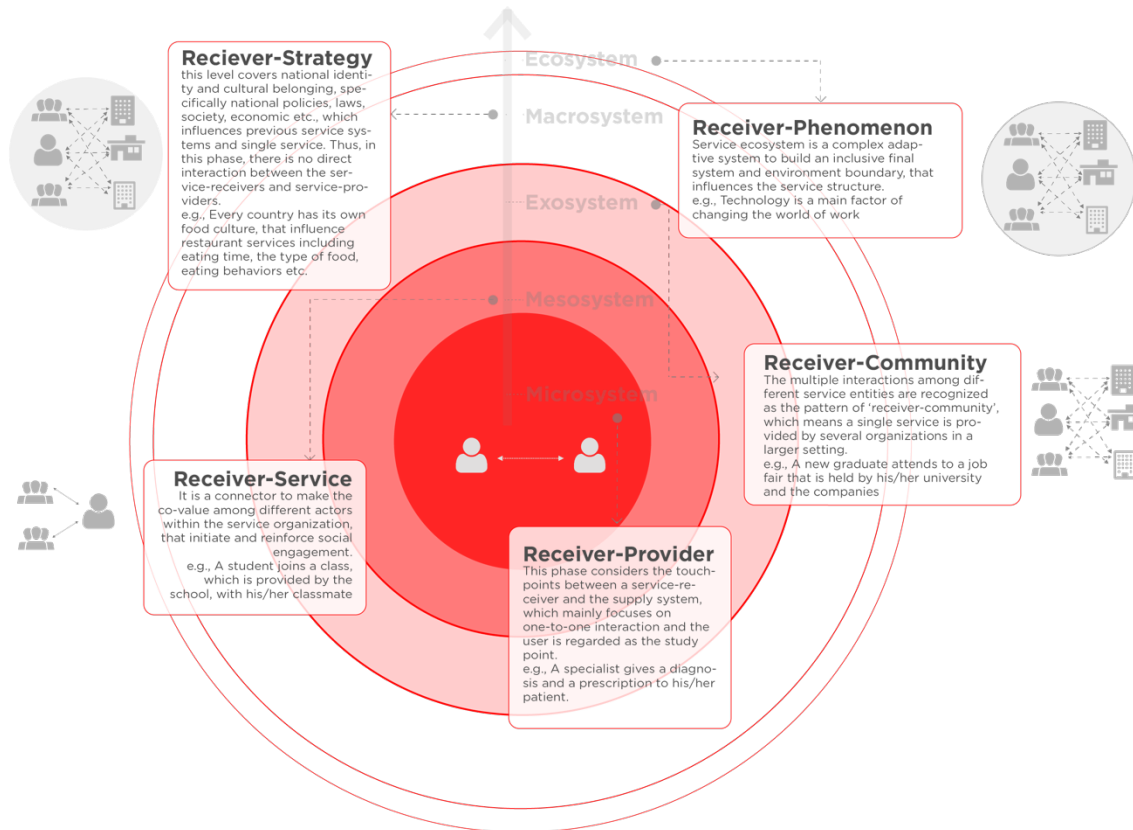 Ecosystem
Macrosystem
Exosystem
Mesosystem
Microsystem
Reciever-Strategy
this level covers national identi-
ty and cultural belonging, spe-
cifically national policies, laws,
society, economic etc., which
influences previous service sys-
tems and single service. Thus, in
this phase, there is no direct
interaction between the ser-
vice-receivers and service-pro-
viders.
e.g., Every country has its own
food culture, that influence
restaurant services including
eating time, the type of food,
eating behaviors etc.
Receiver-Phenomenon
Service ecosystem is a complex adap-
tive system to build an inclusive final
system and environment boundary, that
influences the service structure.
e.g., Technology is a main factor of
changing the world of work
Receiver-Community
The multiple interactions among dif-
ferent service entities are recognized
as the pattern of ‘receiver-community’,
which means a single service is pro-
vided by several organizations in a
larger setting.
e.g., A new graduate attends to a job
fair that is held by his/her university
and the companies
Receiver-Service
It is a connector to make the
co-value among different actors
within the service organization,
that initiate and reinforce social
engagement.
e.g., A student joins a class,
which is provided by the
school, with his/her classmate
Receiver-Provider
This phase considers the touch-
points between a service-re-
ceiver and the supply system,
which mainly focuses on
one-to-one interaction and the
user is regarded as the study
point.
e.g., A specialist gives a diagno-
sis and a prescription to his/her
patient.